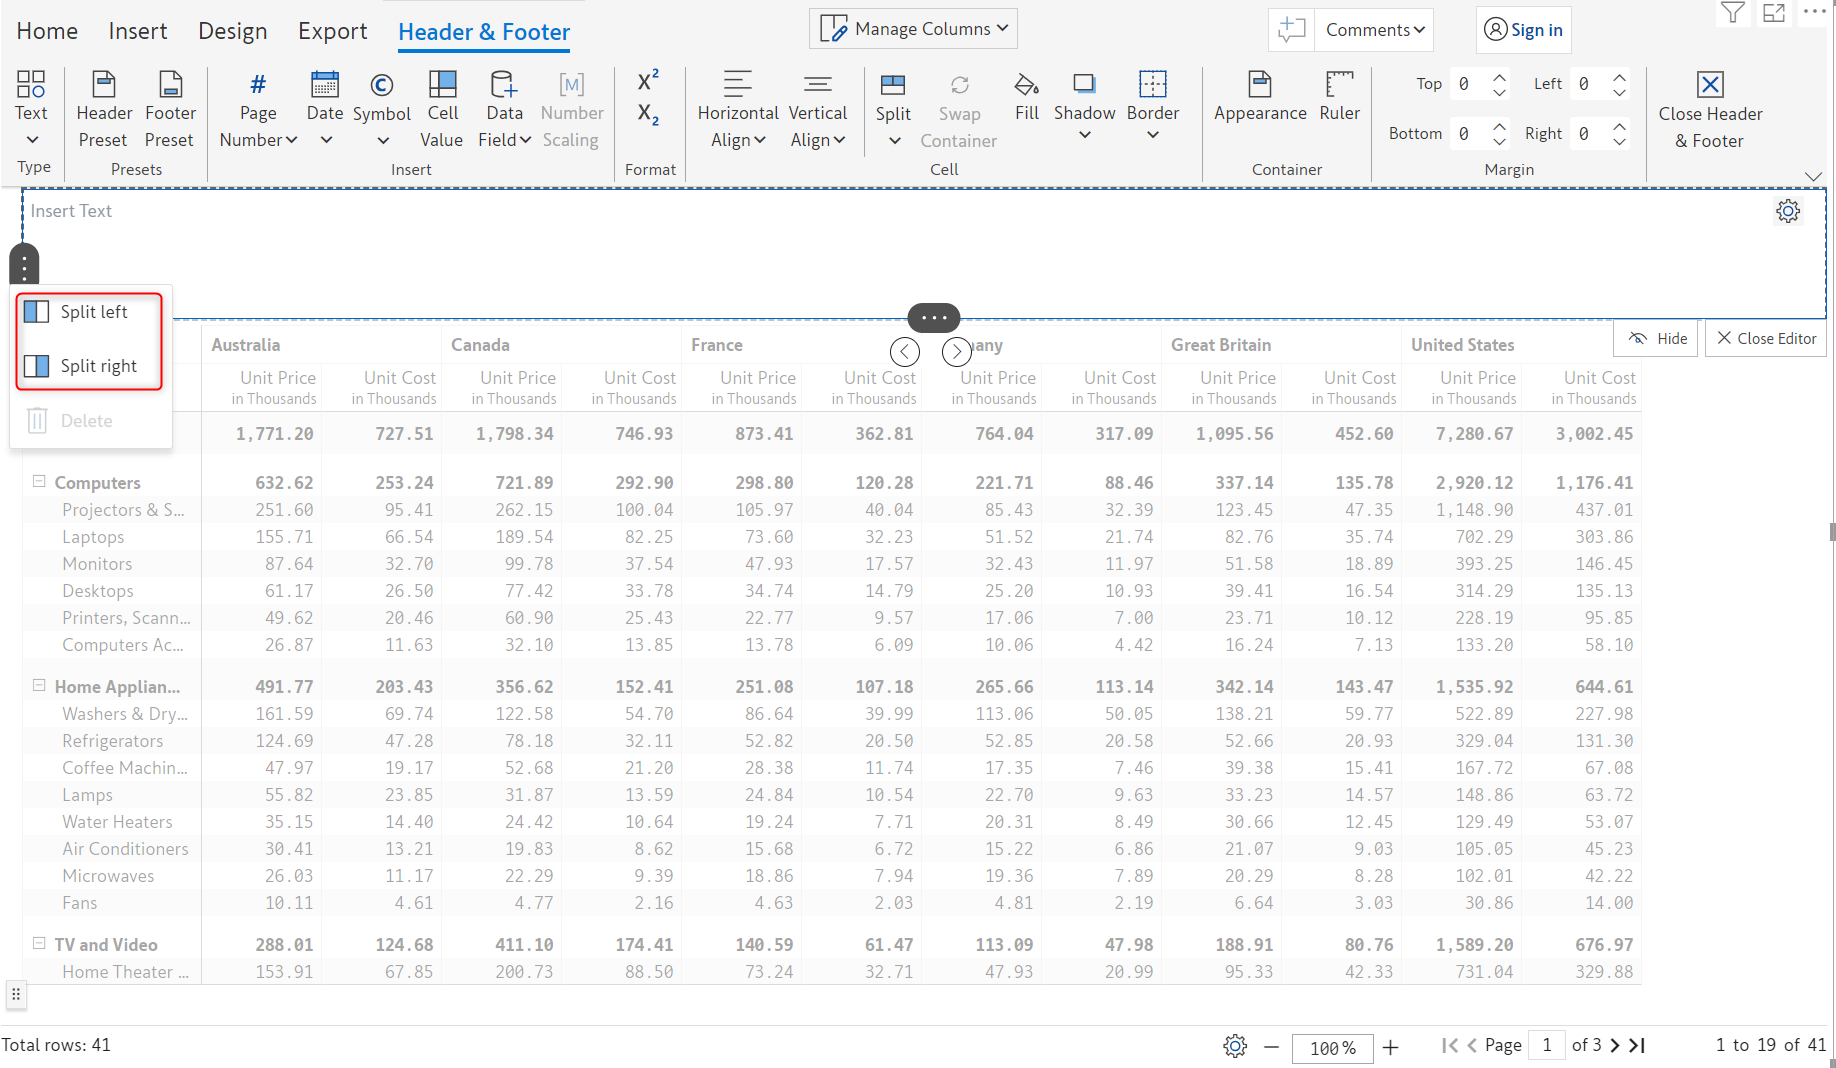 Home Insert Design Export Header & Footer Manage Columns Comments Sign in
Text Header Preset Footer Preset # Page Number Date Symbol Cell Value Data Field [M] Number Scaling X² X₂ Horizontal Align Vertical Align Split Swap Container Fill Shadow Border Appearance Ruler Top 0 Left 0 Bottom 0 Right 0 Close Header & Footer
Type Presets Insert Format Cell Container Margin
Insert Text
Split left
Split right
Delete
Hide Close Editor
Australia Canada France any Great Britain United States
Unit Price Unit Cost Unit Price Unit Cost Unit Price Unit Cost Unit Price Unit Cost Unit Price Unit Cost Unit Price Unit Cost
in Thousands in Thousands in Thousands in Thousands in Thousands in Thousands in Thousands in Thousands in Thousands in Thousands in Thousands in Thousands
1,771.20 727.51 1,798.34 746.93 873.41 362.81 764.04 317.09 1,095.56 452.60 7,280.67 3,002.45
Computers 632.62 253.24 721.89 292.90 298.80 120.28 221.71 88.46 337.14 135.78 2,920.12 1,176.41
Projectors & S... 251.60 95.41 262.15 100.04 105.97 40.04 85.43 32.39 123.45 47.35 1,148.90 437.01
Laptops 155.71 66.54 189.54 82.25 73.60 32.23 51.52 21.74 82.76 35.74 702.29 303.86
Monitors 87.64 32.70 99.78 37.54 47.93 17.57 32.43 11.97 51.58 18.89 393.25 146.45
Desktops 61.17 26.50 77.42 33.78 34.74 14.79 25.20 10.93 39.41 16.54 314.29 135.13
Printers, Scann... 49.62 20.46 60.90 25.43 22.77 9.57 17.06 7.00 23.71 10.12 228.19 95.85
Computers Ac... 26.87 11.63 32.10 13.85 13.78 6.09 10.06 4.42 16.24 7.13 133.20 58.10
Home Applian... 491.77 203.43 356.62 152.41 251.08 107.18 265.66 113.14 342.14 143.47 1,535.92 644.61
Washers & Dry... 161.59 69.74 122.58 54.70 86.64 39.99 113.06 50.05 138.21 59.77 522.89 227.98
Refrigerators 124.69 47.28 78.18 32.11 52.82 20.50 52.85 20.58 52.66 20.93 329.04 131.30
Coffee Machin... 47.97 19.17 52.68 21.20 28.38 11.74 17.35 7.46 39.38 15.41 167.72 67.08
Lamps 55.82 23.85 31.87 13.59 24.84 10.54 22.70 9.63 33.23 14.57 148.86 63.72
Water Heaters 35.15 14.40 24.42 10.64 19.24 7.71 20.31 8.49 30.66 12.45 129.49 53.07
Air Conditioners 30.41 13.21 19.83 8.62 15.68 6.72 15.22 6.86 21.07 9.03 105.05 45.23
Microwaves 26.03 11.17 22.29 9.39 18.86 7.94 19.36 7.89 20.29 8.28 102.01 42.22
Fans 10.11 4.61 4.77 2.16 4.63 2.03 4.81 2.19 6.64 3.03 30.86 14.00
TV and Video 288.01 124.68 411.10 174.41 140.59 61.47 113.09 47.98 188.91 80.76 1,589.20 676.97
Home Theater ... 153.91 67.85 200.73 88.50 73.24 32.71 47.93 20.99 95.33 42.33 731.04 329.88
Total rows: 41 100% Page 1 of 3 1 to 19 of 41